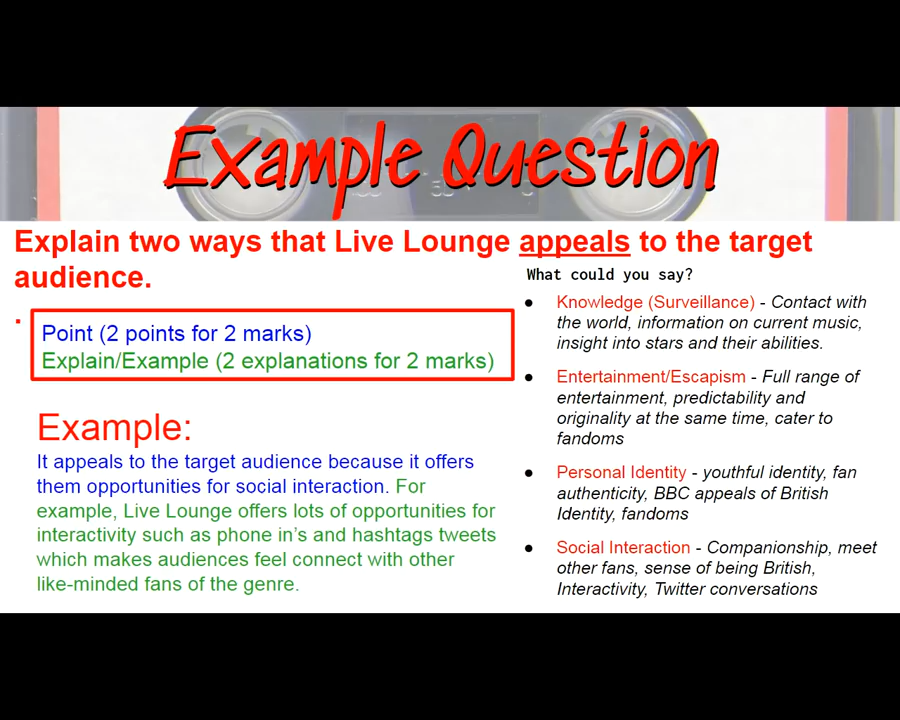 Example Question
Explain two ways that Live Lounge appeals to the target
audience.
.
Point (2 points for 2 marks)
Explain/Example (2 explanations for 2 marks)
Example:
It appeals to the target audience because it offers
them opportunities for social interaction. For
example, Live Lounge offers lots of opportunities for
interactivity such as phone in's and hashtags tweets
which makes audiences feel connect with other
like-minded fans of the genre.
What could you say?
● Knowledge (Surveillance) - Contact with
the world, information on current music,
insight into stars and their abilities.
● Entertainment/Escapism - Full range of
entertainment, predictability and
originality at the same time, cater to
fandoms
● Personal Identity - youthful identity, fan
authenticity, BBC appeals of British
Identity, fandoms
● Social Interaction - Companionship, meet
other fans, sense of being British,
Interactivity, Twitter conversations